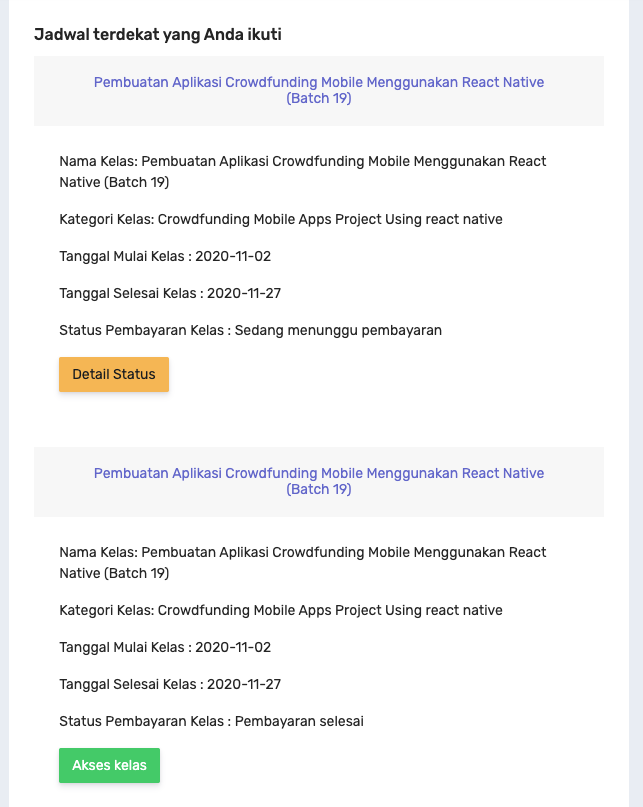 Jadwal terdekat yang Anda ikuti
Pembuatan Aplikasi Crowdfunding Mobile Menggunakan React Native
(Batch 19)
Nama Kelas: Pembuatan Aplikasi Crowdfunding Mobile Menggunakan React
Native (Batch 19)
Kategori Kelas: Crowdfunding Mobile Apps Project Using react native
Tanggal Mulai Kelas : 2020-11-02
Tanggal Selesai Kelas : 2020-11-27
Status Pembayaran Kelas : Sedang menunggu pembayaran
Detail Status
Pembuatan Aplikasi Crowdfunding Mobile Menggunakan React Native
(Batch 19)
Nama Kelas: Pembuatan Aplikasi Crowdfunding Mobile Menggunakan React
Native (Batch 19)
Kategori Kelas: Crowdfunding Mobile Apps Project Using react native
Tanggal Mulai Kelas : 2020-11-02
Tanggal Selesai Kelas : 2020-11-27
Status Pembayaran Kelas : Pembayaran selesai
Akses kelas